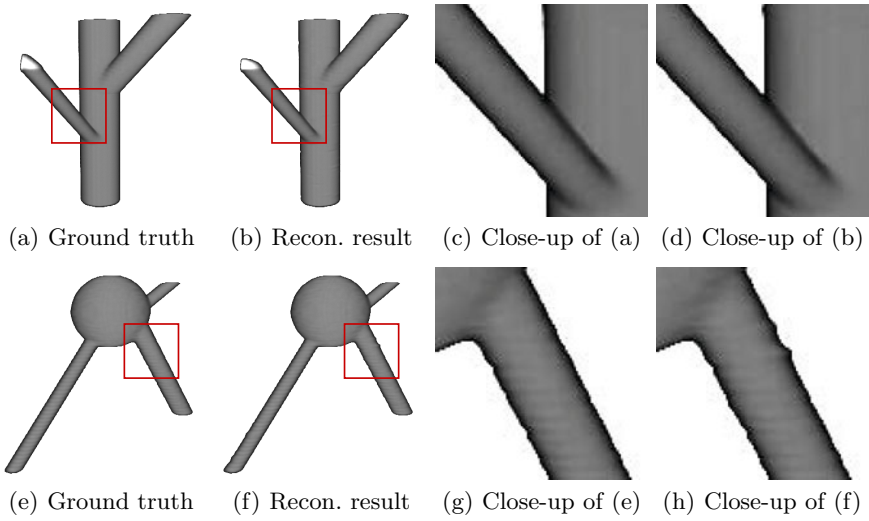 (a) Ground truth
(b) Recon. result
(c) Close-up of (a)
(d) Close-up of (b)
(e) Ground truth
(f) Recon. result
(g) Close-up of (e)
(h) Close-up of (f)